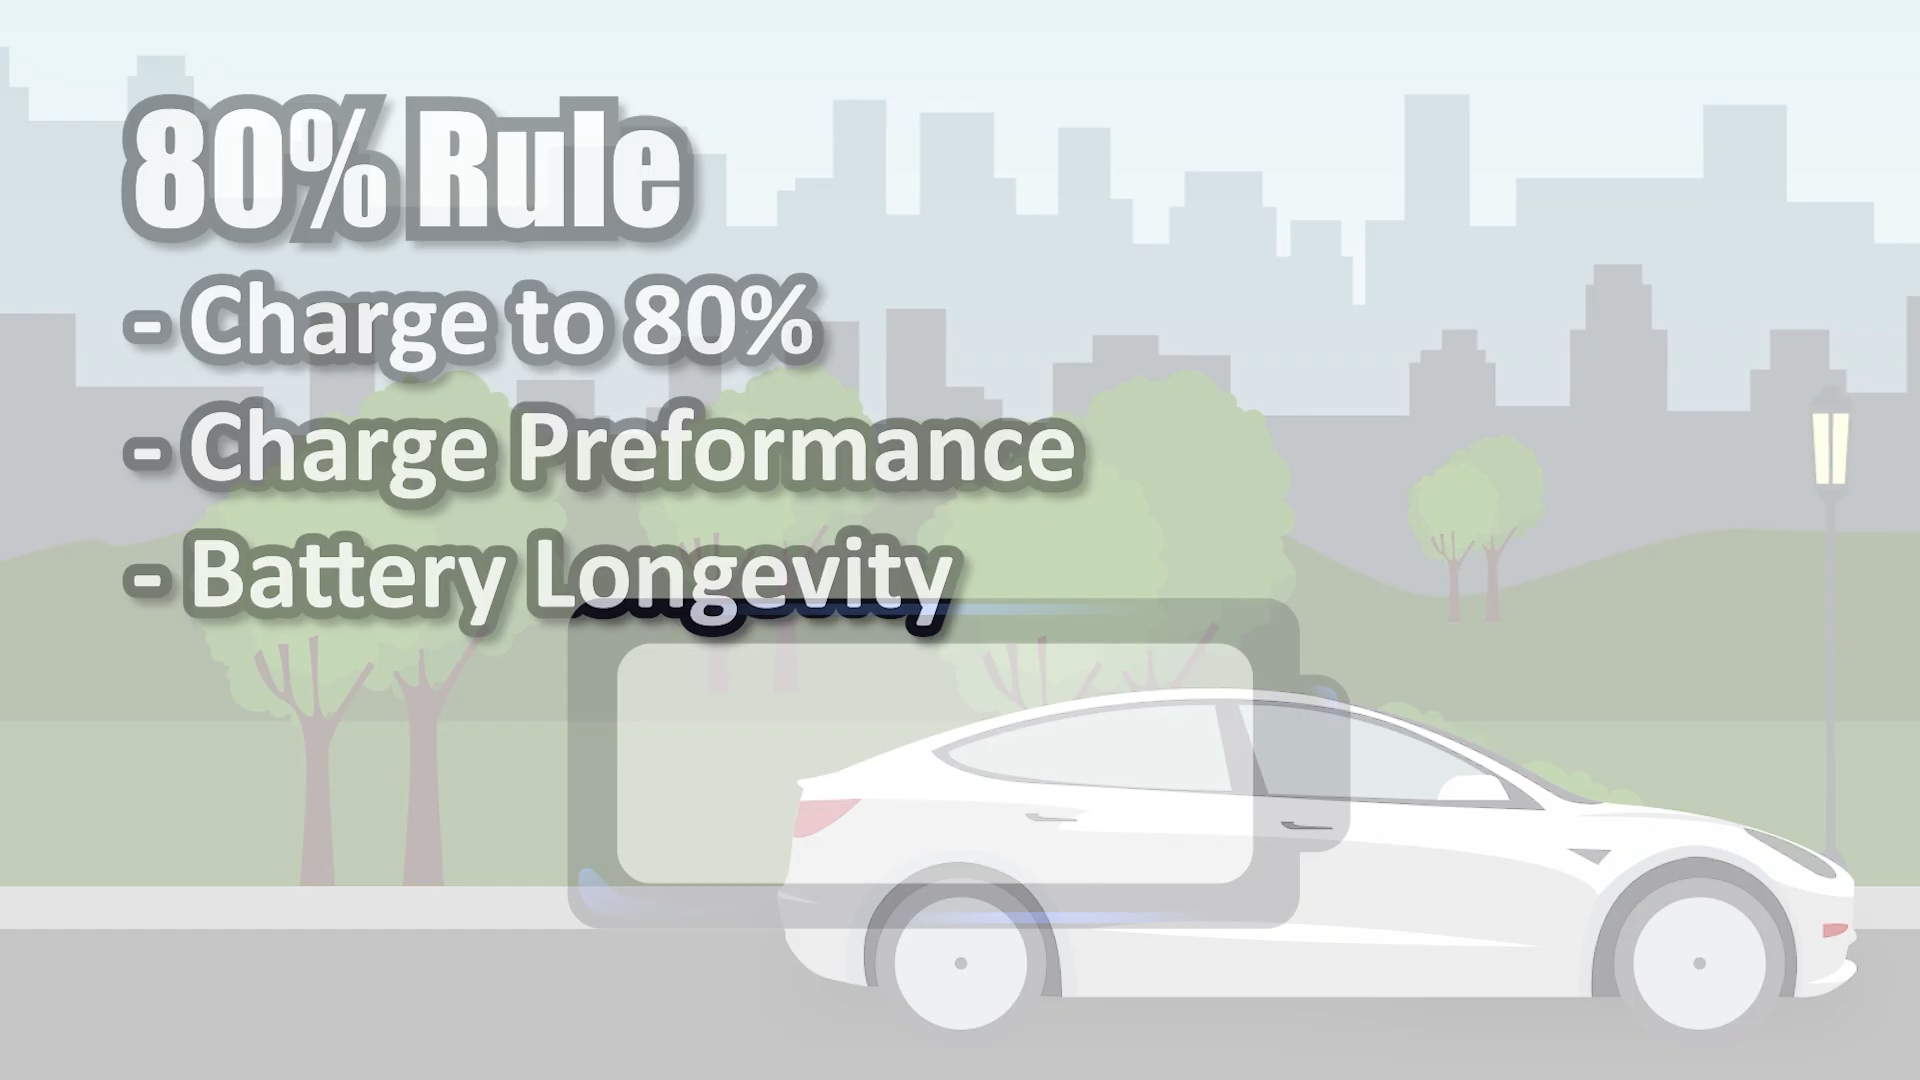 80% Rule
- Charge to 80%
- Charge Preformance
- Battery Longevity